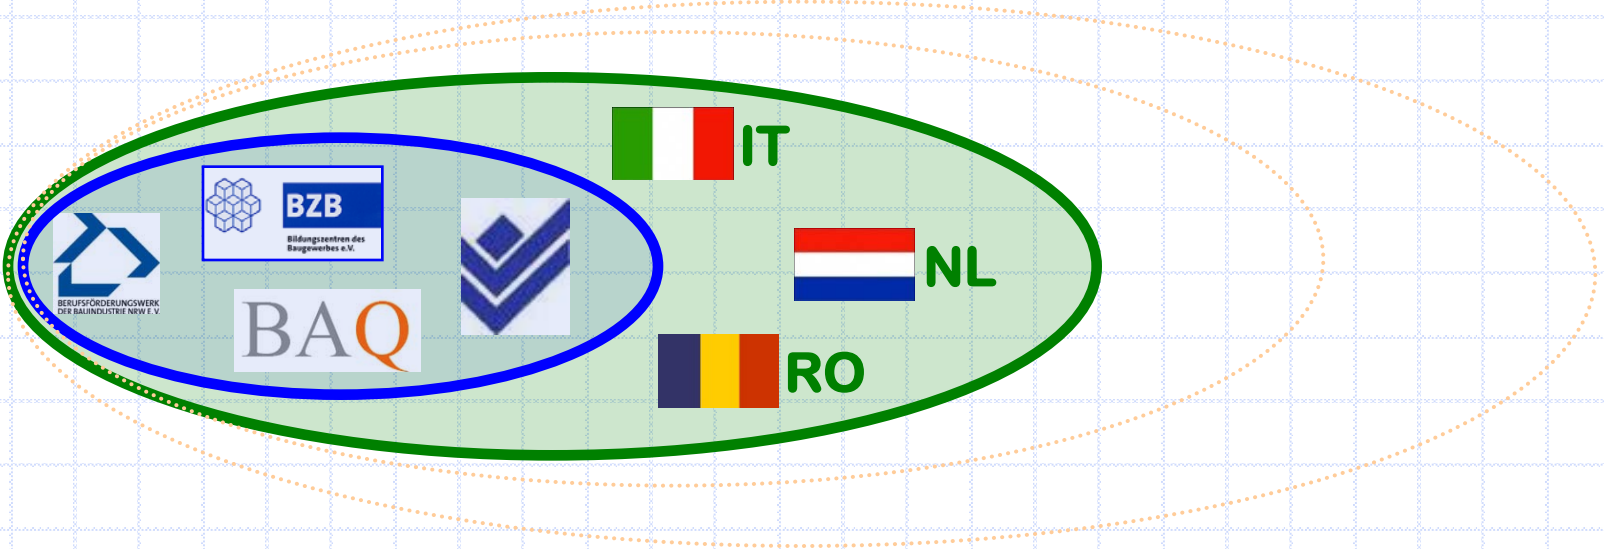 IT
BZB
Bildungszentren des
Baugewerbes e.V.
BERUFSFÖRDERUNGSWERK
DER BAUINDUSTRIE NRW E.V.
NL
BAQ
RO